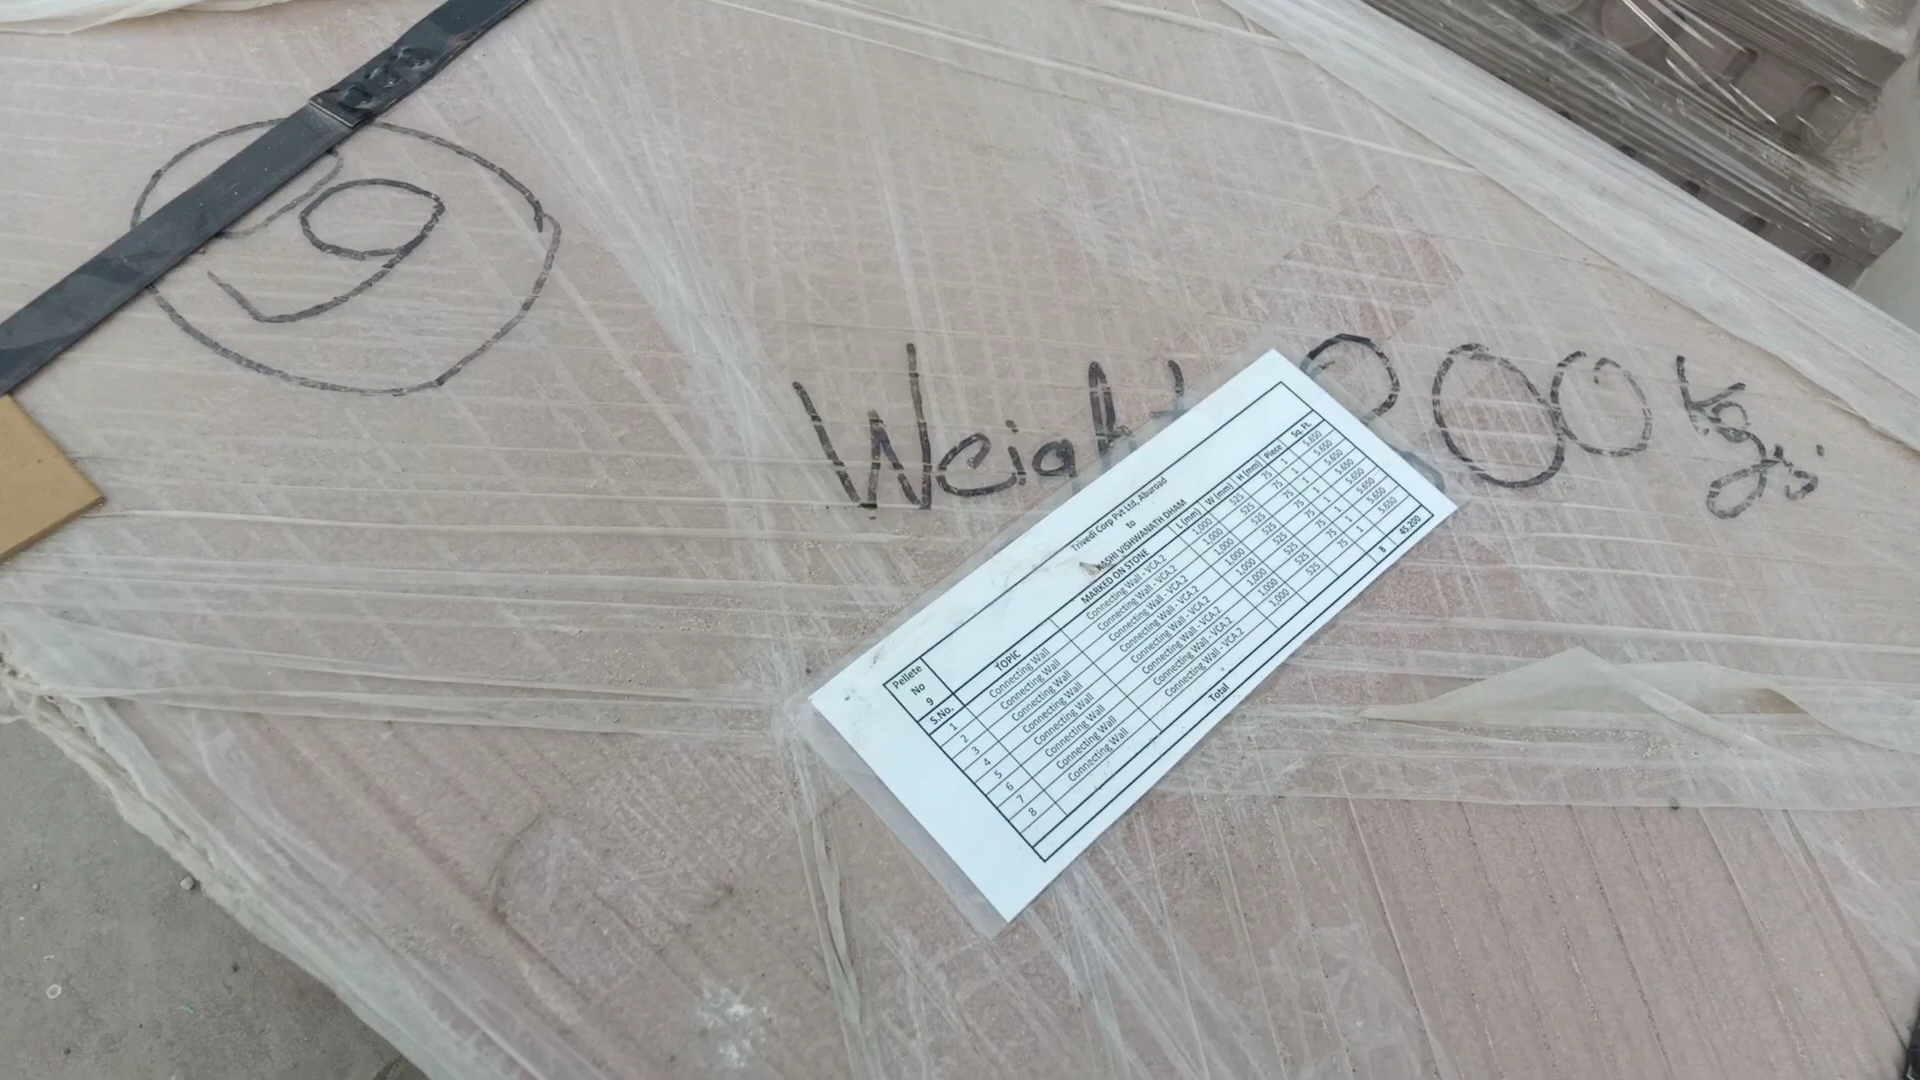 9
Weight 900 kgs.
Trivedi Corp Pvt Ltd, Aburoad
to
KASHI VISHWANATH DHAM
Pellete No 9
S.No. TOPIC MARKED ON STONE L (mm) W (mm) H (mm) Piece Sq. Ft.
1 Connecting Wall Connecting Wall - VCA.2 1,000 525 75 1 5.650
2 Connecting Wall Connecting Wall - VCA.2 1,000 525 75 1 5.650
3 Connecting Wall Connecting Wall - VCA.2 1,000 525 75 1 5.650
4 Connecting Wall Connecting Wall - VCA.2 1,000 525 75 1 5.650
5 Connecting Wall Connecting Wall - VCA.2 1,000 525 75 1 5.650
6 Connecting Wall Connecting Wall - VCA.2 1,000 525 75 1 5.650
7 Connecting Wall Connecting Wall - VCA.2 1,000 525 75 1 5.650
8 Connecting Wall Connecting Wall - VCA.2 1,000 525 75 1 5.650
Total 8 45.200